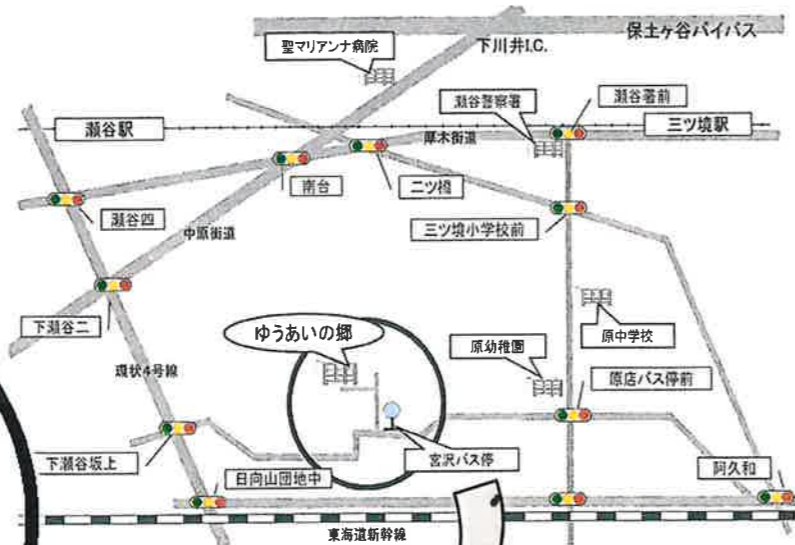 保土ヶ谷バイパス
下川井I.C.
聖マリアンナ病院
瀬谷警察署
瀬谷署前
瀬谷駅
三ツ境駅
厚木街道
南台
二ツ橋
瀬谷四
中原街道
三ツ境小学校前
下瀬谷二
原中学校
ゆうあいの郷
原幼稚園
環状4号線
原店バス停前
下瀬谷坂上
宮沢バス停
阿久和
日向山団地中
東海道新幹線